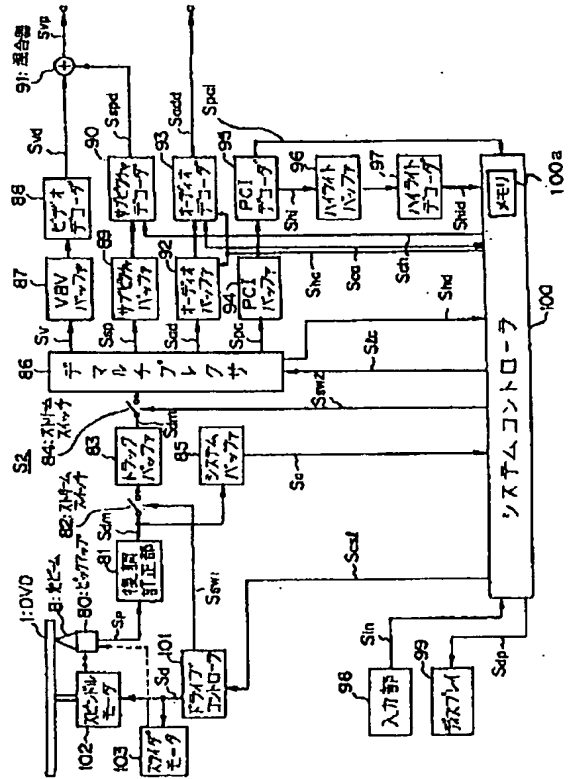 S2
1:DVD
8:光ビーム
80:ピックアップ
Sp
81
復調訂正部
82:ストリームスイッチ
Sdm
83
トラックバッファ
84:ストリームスイッチ
Sdm
85
システムバッファ
86
デマルチプレクサ
Sv
87
VBVバッファ
88
ビデオデコーダ
Svd
91:混合器
Svp
Ssp
89
サブピクチャバッファ
90
サブピクチャデコーダ
Sspd
Sad
92
オーディオバッファ
93
オーディオデコーダ
Sadd
Spc
94
PCIバッファ
95
PCIデコーダ
Spci
Shi
96
ハイライトバッファ
97
ハイライトデコーダ
Shid
Shc
Sca
Sch
Shd
Ssw2
Ss
Ssw1
Scsl
102
スピンドルモータ
103
スライダモータ
Sd
101
ドライブコントローラ
98
入力部
Sin
99
ディスプレイ
Sdp
システムコントローラ
100
メモリ
100a